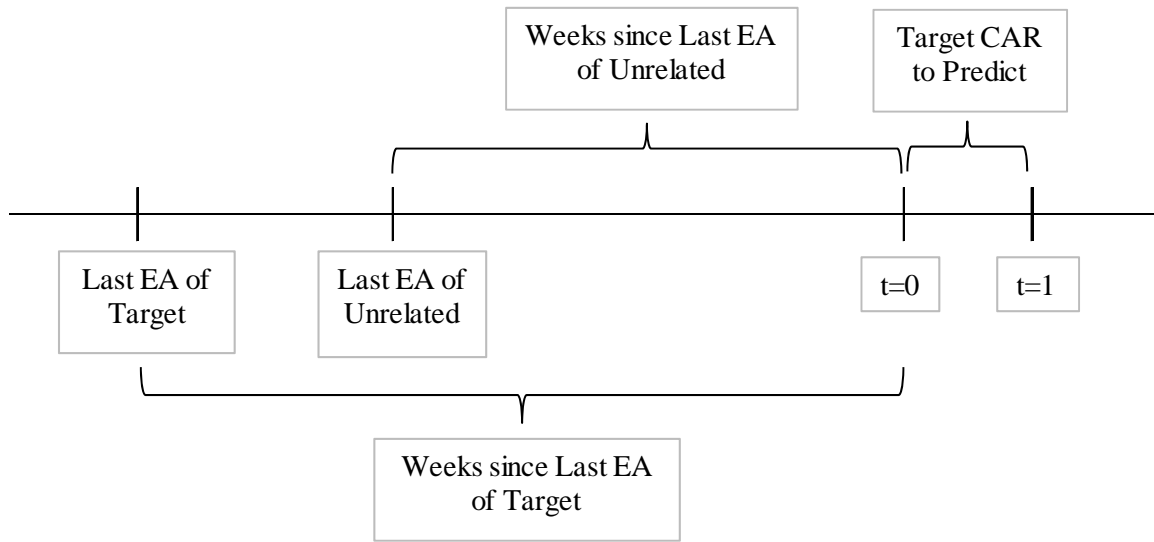 Weeks since Last EA
of Unrelated
Target CAR
to Predict
Last EA of
Target
Last EA of
Unrelated
t=0
t=1
Weeks since Last EA
of Target